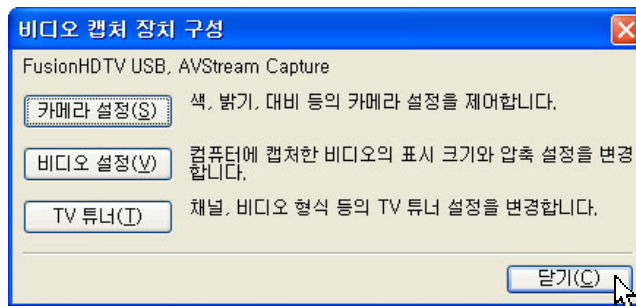 비디오 캡처 장치 구성
FusionHDTV USB, AVStream Capture
카메라 설정(S) 색, 밝기, 대비 등의 카메라 설정을 제어합니다.
비디오 설정(V) 컴퓨터에 캡처한 비디오의 표시 크기와 압축 설정을 변경
합니다.
TV 튜너(T) 채널, 비디오 형식 등의 TV 튜너 설정을 변경합니다.
닫기(C)